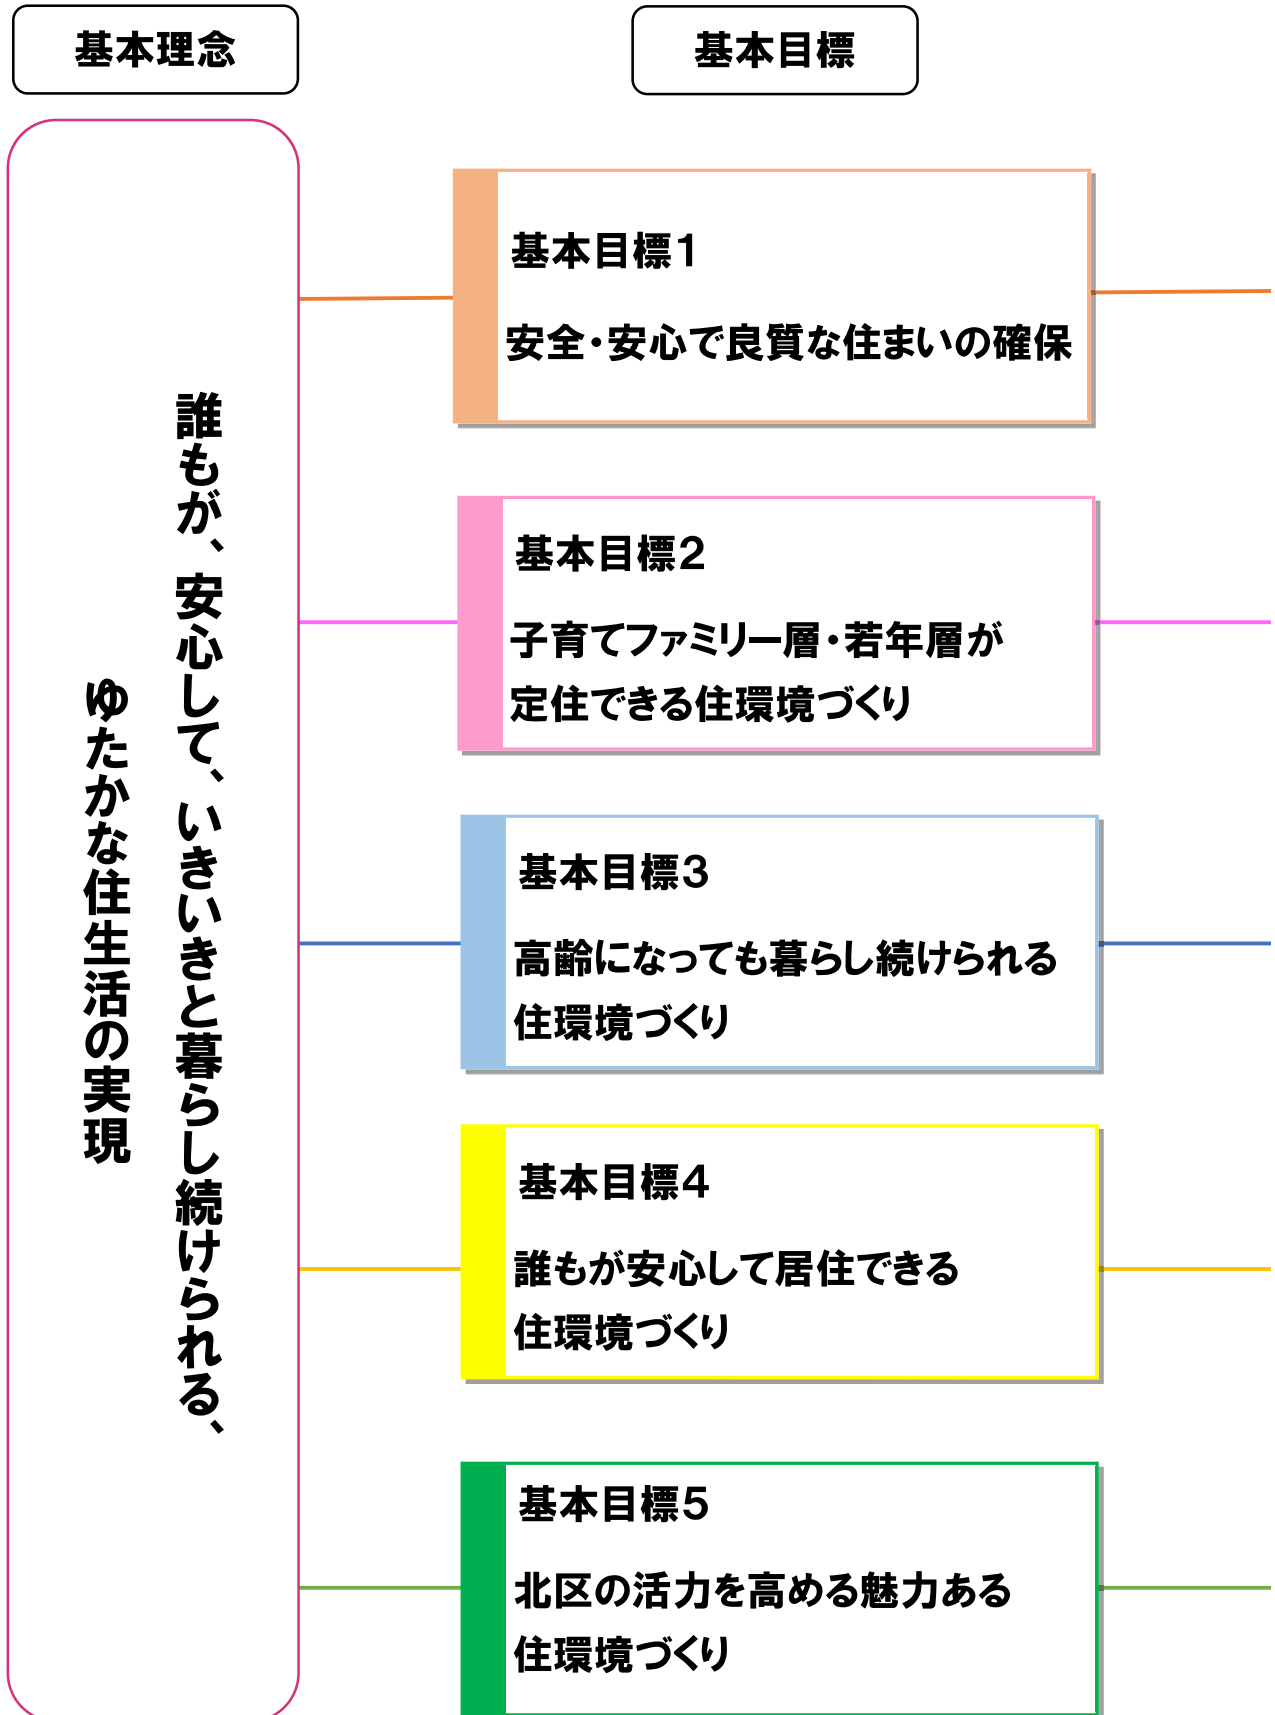 基本理念
基本目標
誰もが、安心して、いきいきと暮らし続けられる、
ゆたかな住生活の実現
基本目標1
安全・安心で良質な住まいの確保
基本目標2
子育てファミリー層・若年層が
定住できる住環境づくり
基本目標3
高齢になっても暮らし続けられる
住環境づくり
基本目標4
誰もが安心して居住できる
住環境づくり
基本目標5
北区の活力を高める魅力ある
住環境づくり